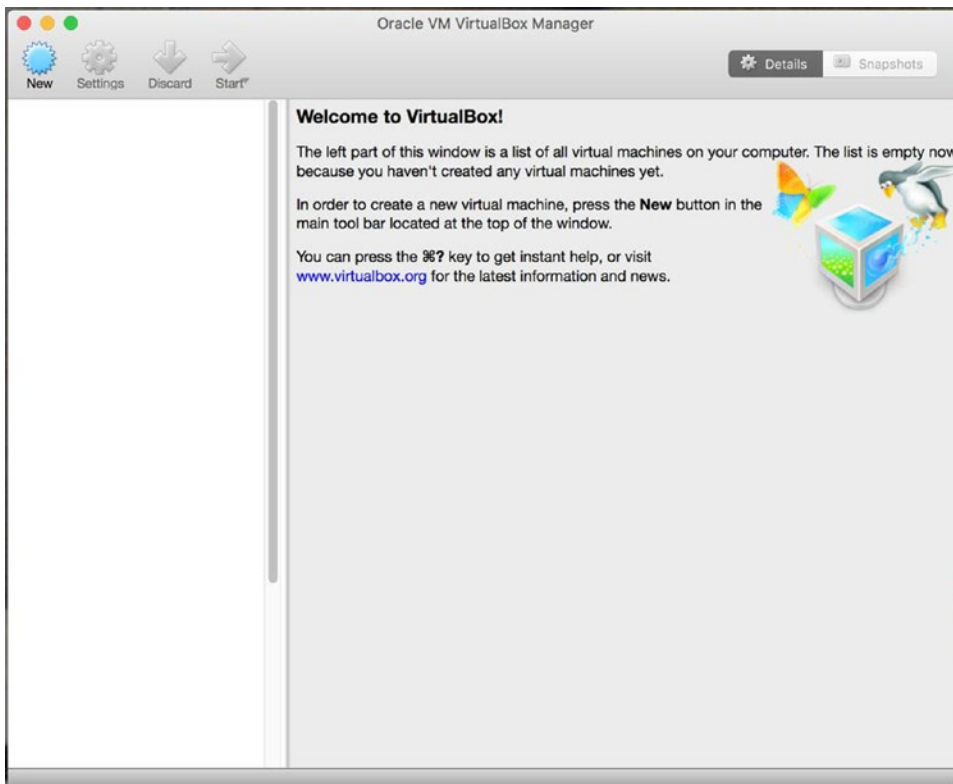 Oracle VM VirtualBox Manager
New Settings Discard Start
Details Snapshots
Welcome to VirtualBox!
The left part of this window is a list of all virtual machines on your computer. The list is empty now
because you haven't created any virtual machines yet.
In order to create a new virtual machine, press the New button in the
main tool bar located at the top of the window.
You can press the ⌘? key to get instant help, or visit
www.virtualbox.org for the latest information and news.